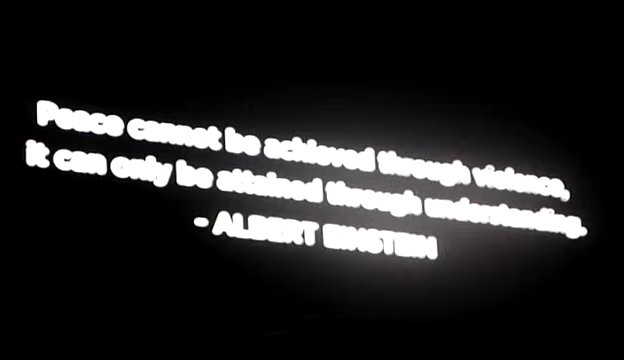 Peace cannot be achieved through violence,
it can only be attained through understanding.
- ALBERT EINSTEIN